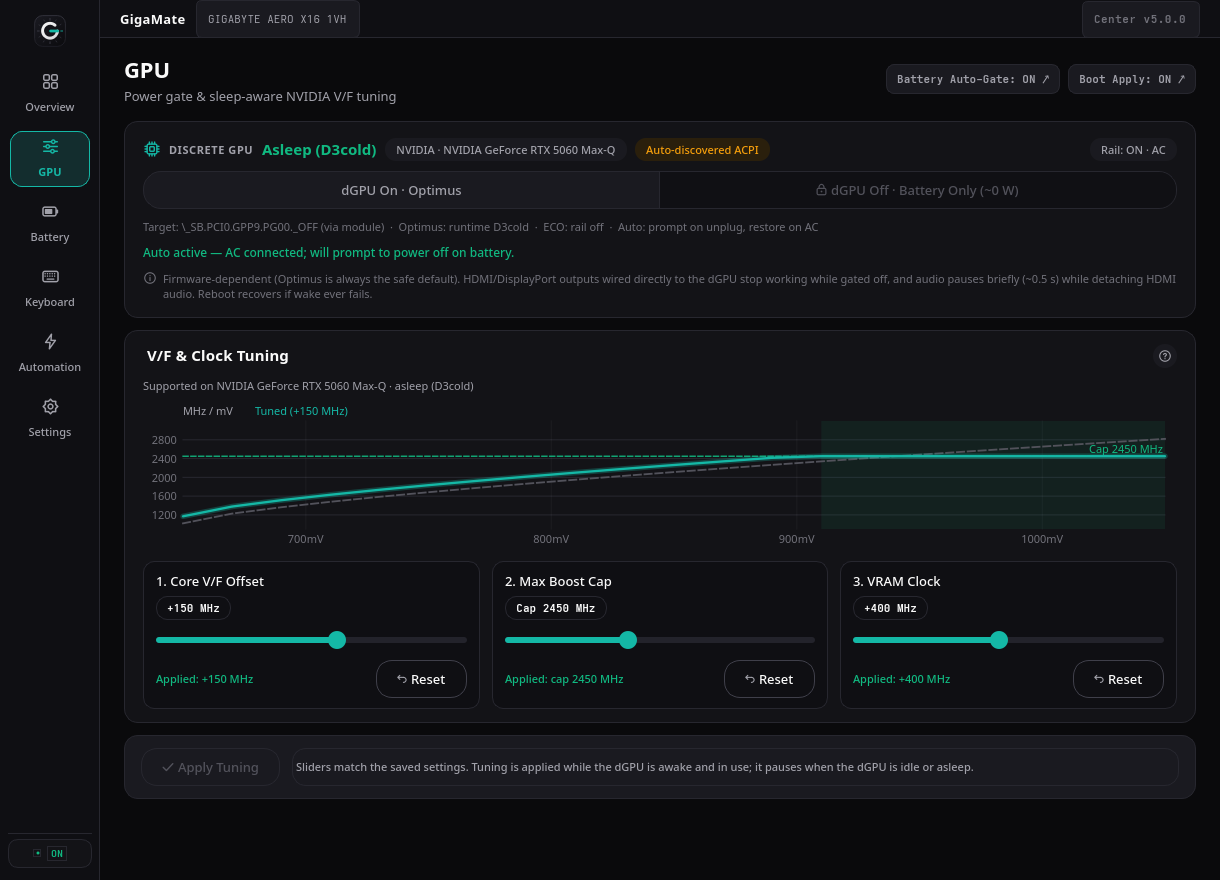 GigaMate
GIGABYTE AERO X16 1VH
Center v5.0.0
Overview
GPU
Battery
Keyboard
Automation
Settings
ON
GPU
Power gate & sleep-aware NVIDIA V/F tuning
Battery Auto-Gate: ON ↗
Boot Apply: ON ↗
DISCRETE GPU Asleep (D3cold) NVIDIA · NVIDIA GeForce RTX 5060 Max-Q Auto-discovered ACPI Rail: ON · AC
dGPU On · Optimus
dGPU Off · Battery Only (~0 W)
Target: \_SB.PCI0.GPP9.PG00._OFF (via module) · Optimus: runtime D3cold · ECO: rail off · Auto: prompt on unplug, restore on AC
Auto active — AC connected; will prompt to power off on battery.
Firmware-dependent (Optimus is always the safe default). HDMI/DisplayPort outputs wired directly to the dGPU stop working while gated off, and audio pauses briefly (~0.5 s) while detaching HDMI
audio. Reboot recovers if wake ever fails.
V/F & Clock Tuning
Supported on NVIDIA GeForce RTX 5060 Max-Q · asleep (D3cold)
MHz / mV Tuned (+150 MHz)
2800
2400
2000
1600
1200
Cap 2450 MHz
700mV 800mV 900mV 1000mV
1. Core V/F Offset
+150 MHz
Applied: +150 MHz
Reset
2. Max Boost Cap
Cap 2450 MHz
Applied: cap 2450 MHz
Reset
3. VRAM Clock
+400 MHz
Applied: +400 MHz
Reset
Apply Tuning
Sliders match the saved settings. Tuning is applied while the dGPU is awake and in use; it pauses when the dGPU is idle or asleep.